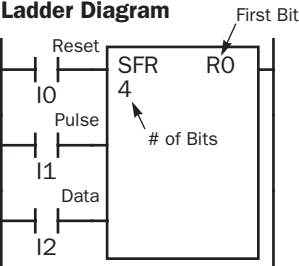 Ladder Diagram
First Bit
Reset
SFR R0
I0
4
Pulse
# of Bits
I1
Data
I2